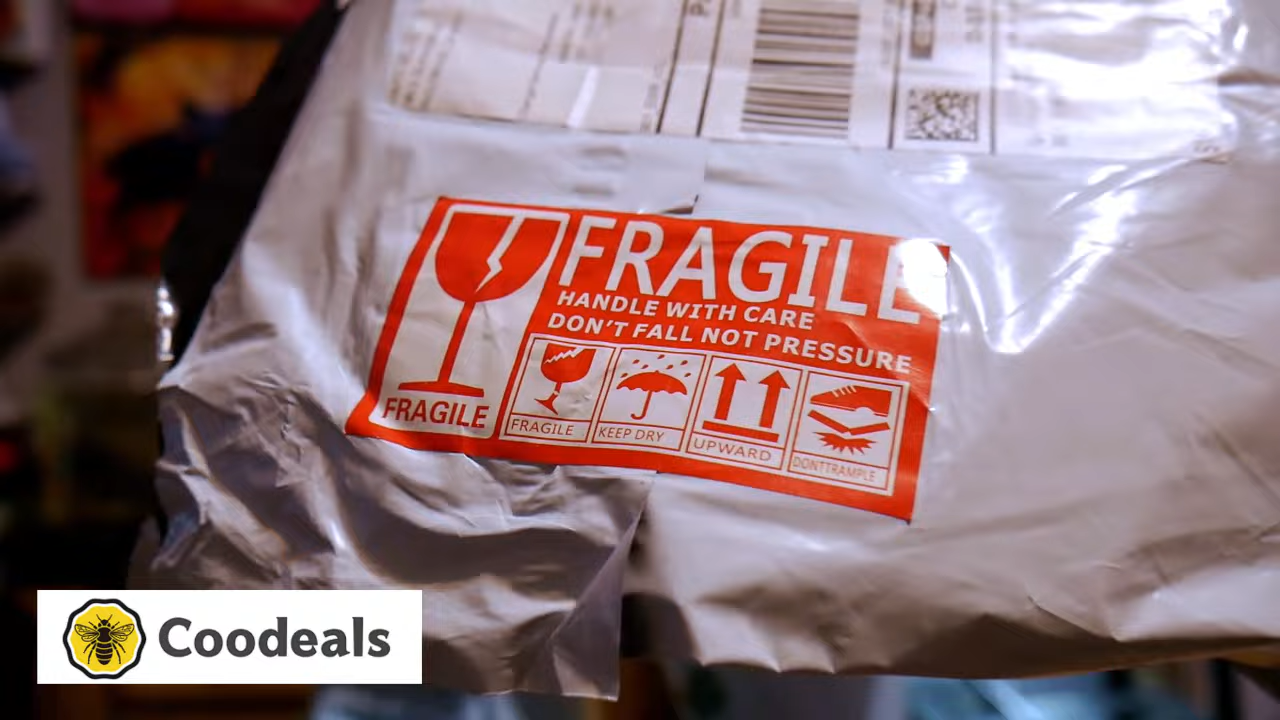 FRAGILE
HANDLE WITH CARE
DON'T FALL NOT PRESSURE
FRAGILE
FRAGILE
KEEP DRY
UPWARD
DONTTRAMPLE
Coodeals